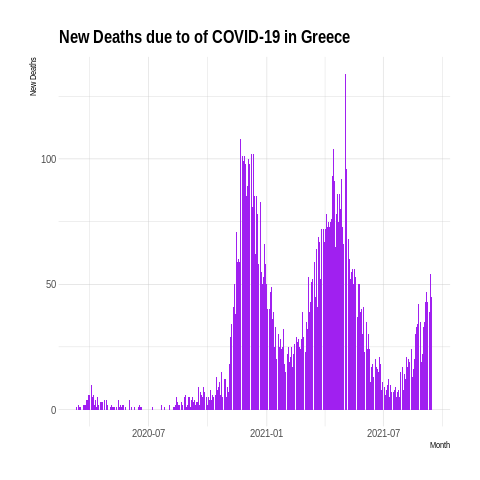 New Deaths due to of COVID-19 in Greece
New Deaths
100
50
0
2020-07 2021-01 2021-07
Month